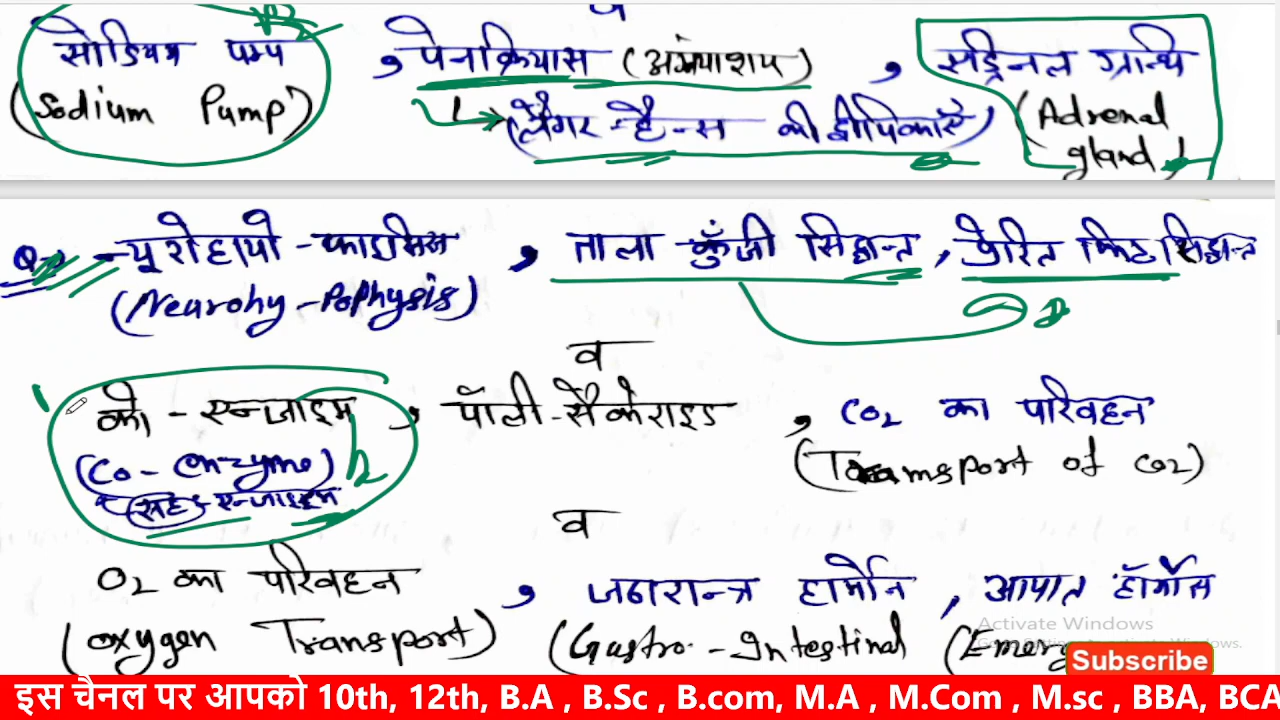 व
सोडियम पम्प , पेनक्रियास (अग्नाशय) , एड्रिनल ग्रन्थि
(Sodium Pump) (लैंगर-हैन्स की द्वीपिकाऐं) (Adrenal gland)
Q→ न्यूरोहायपो-फाइसिस , ताला कुँजी सिद्धान्त , प्रेरित फिट सिद्धान्त
(Neurohy-Pophysis)
व
को-एन्जाइम , पॉली-सैकेराइड , CO₂ का परिवहन
(Co-enzyme) (Transport of CO₂)
सह-एन्जाइम
व
O₂ का परिवहन , जठरान्त्र हार्मोन , आपात हॉर्मोंस
(oxygen Transport) (Gastro-Intestinal (Emerg
Activate Windows
Subscribe
इस चैनल पर आपको 10th, 12th, B.A , B.Sc , B.com, M.A , M.Com , M.sc , BBA, BCA